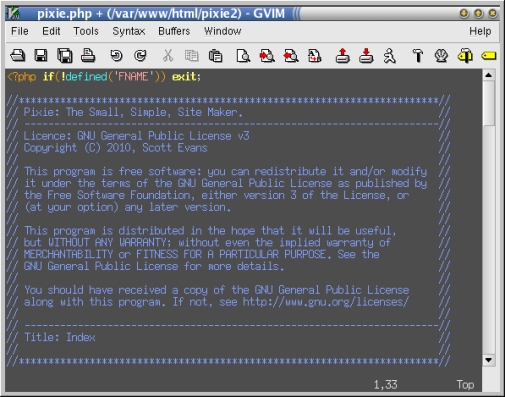 pixie.php + (/var/www/html/pixie2) - GVIM
File Edit Tools Syntax Buffers Window Help
<?php if(!defined('FNAME')) exit;
//***********************************************************************//
// Pixie: The Small, Simple, Site Maker. //
// --------------------------------------------------------------------- //
// Licence: GNU General Public License v3 //
// Copyright (C) 2010, Scott Evans //
// //
// This program is free software: you can redistribute it and/or modify //
// it under the terms of the GNU General Public License as published by //
// the Free Software Foundation, either version 3 of the License, or //
// (at your option) any later version. //
// //
// This program is distributed in the hope that it will be useful, //
// but WITHOUT ANY WARRANTY; without even the implied warranty of //
// MERCHANTABILITY or FITNESS FOR A PARTICULAR PURPOSE. See the //
// GNU General Public License for more details. //
// //
// You should have received a copy of the GNU General Public License //
// along with this program. If not, see http://www.gnu.org/licenses/ //
// //
// --------------------------------------------------------------------- //
// Title: Index //
// //
//***********************************************************************//
1,33 Top